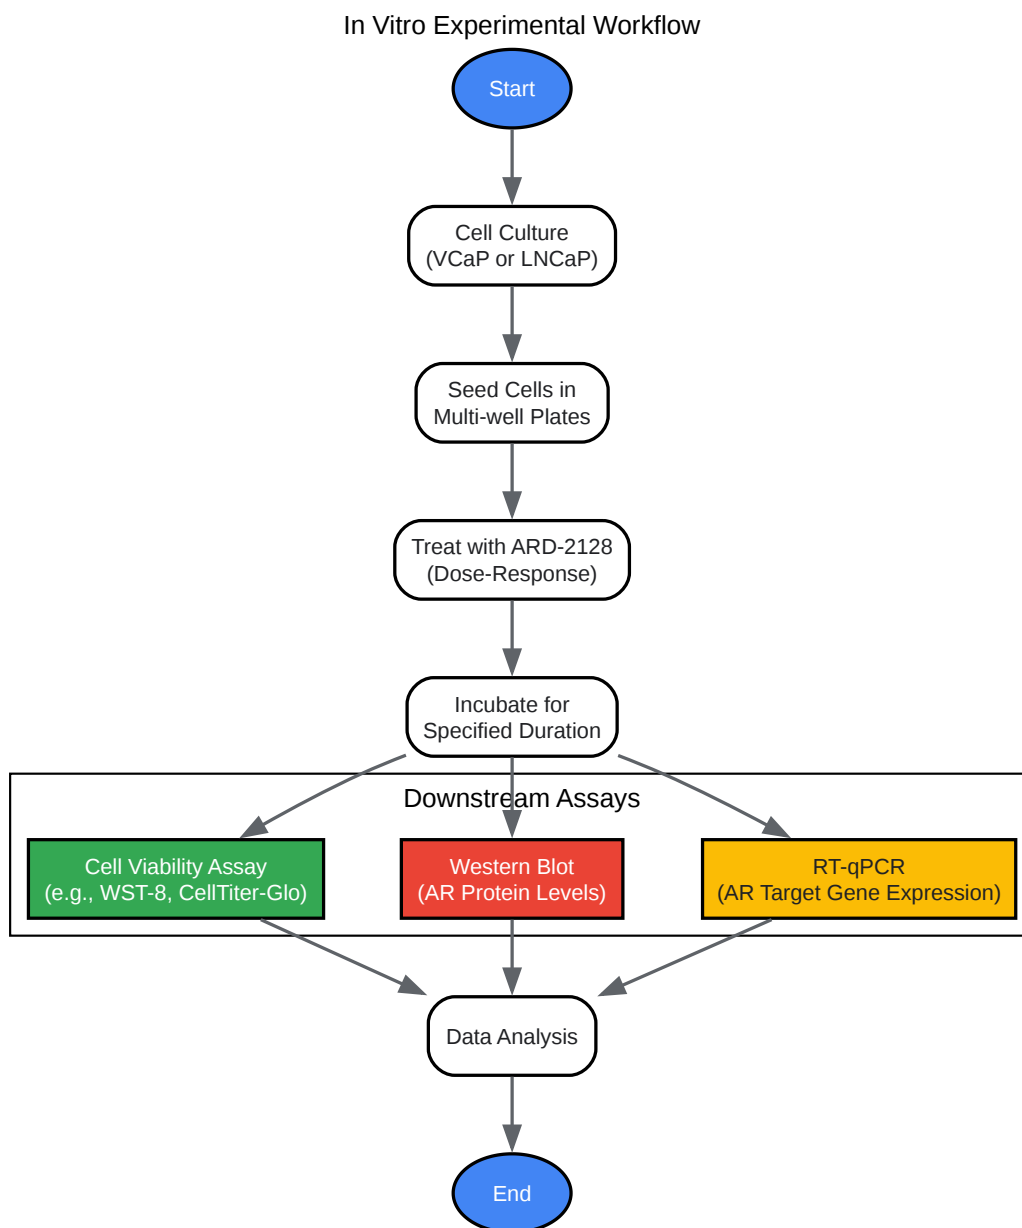 In Vitro Experimental Workflow
Start
Cell Culture
(VCaP or LNCaP)
Seed Cells in
Multi-well Plates
Treat with ARD-2128
(Dose-Response)
Incubate for
Specified Duration
Downstream Assays
Cell Viability Assay
(e.g., WST-8, CellTiter-Glo)
Western Blot
(AR Protein Levels)
RT-qPCR
(AR Target Gene Expression)
Data Analysis
End